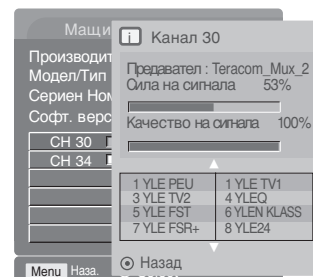 Мащи
Производит
Модел/Тип
Сериен Ном
Софт. верс
CH 30
CH 34
Menu Наза.
i Канал 30
Предавател : Teracom_Mux_2
Сила на сигнала 53%
Качество на сигнала 100%
1 YLE PEU 1 YLE TV1
3 YLE TV2 4 YLEQ
5 YLE FST 6 YLEN KLASS
7 YLE FSR+ 8 YLE24
Назад